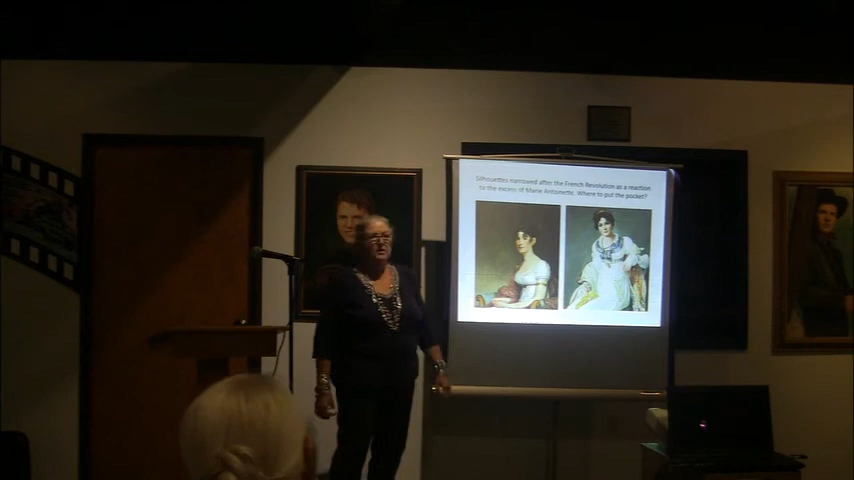 Silhouettes narrowed after the French Revolution as a reaction
to the excess of Marie Antoinette. Where to put the pocket?